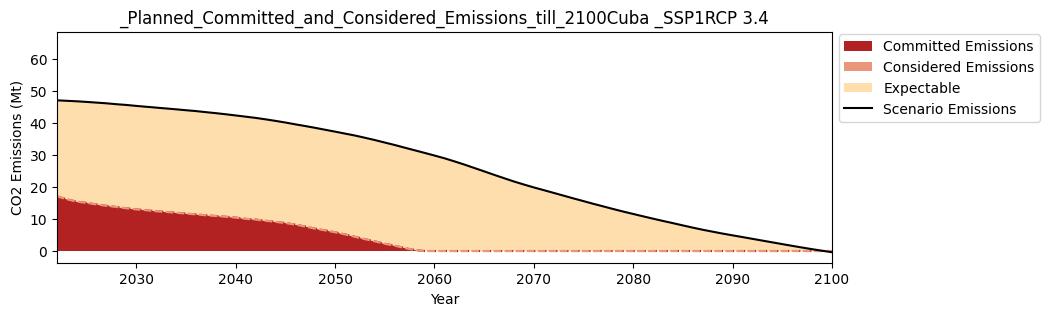 _Planned_Committed_and_Considered_Emissions_till_2100Cuba _SSP1RCP 3.4
60
50
40
30
20
10
0
CO2 Emissions (Mt)
2030 2040 2050 2060 2070 2080 2090 2100
Year
Committed Emissions
Considered Emissions
Expectable
Scenario Emissions